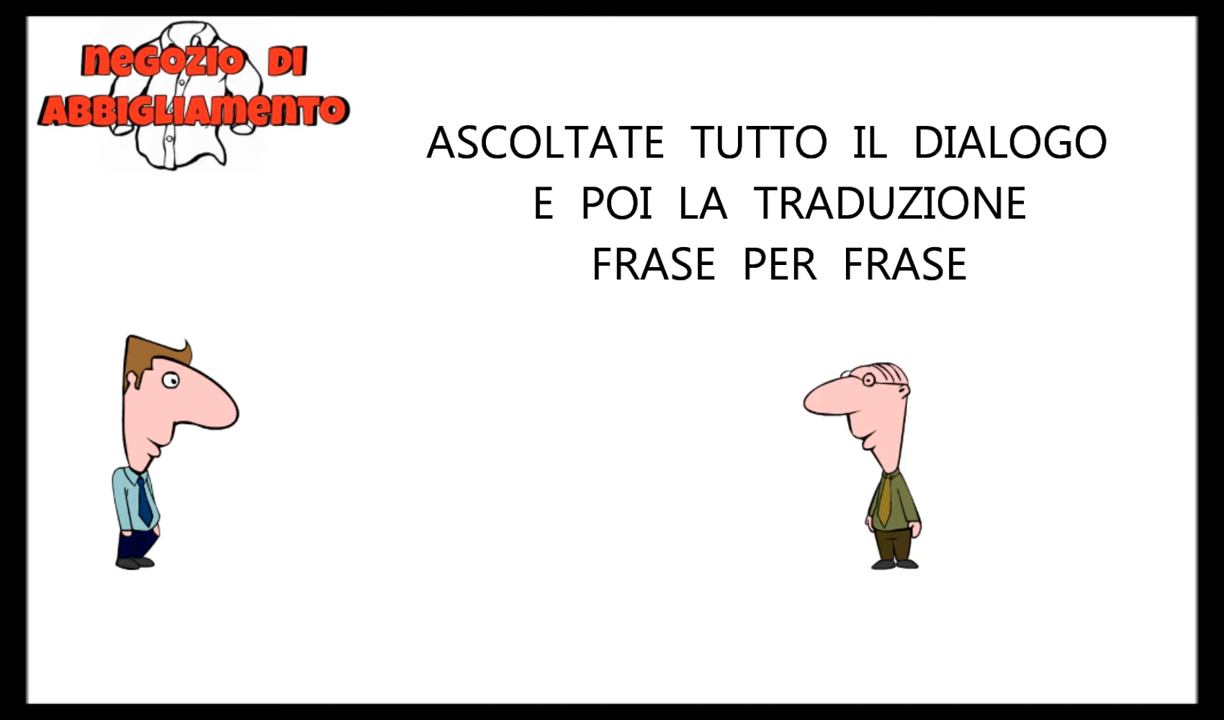 NEGOZIO DI
ABBIGLIAMENTO
ASCOLTATE TUTTO IL DIALOGO
E POI LA TRADUZIONE
FRASE PER FRASE